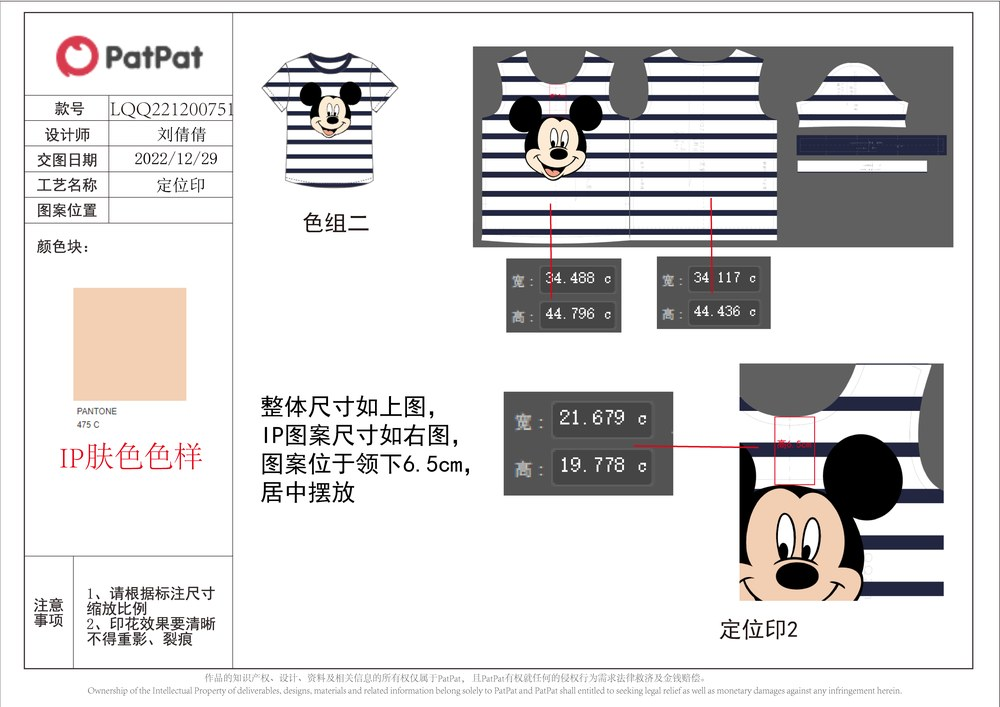 PatPat
款号 LQQ221200751
设计师 刘倩倩
交图日期 2022/12/29
工艺名称 定位印
图案位置
颜色块:
PANTONE
475 C
IP肤色色样
注意
事项
1、请根据标注尺寸
缩放比例
2、印花效果要清晰
不得重影、裂痕
色组二
宽: 34.488 c
高: 44.796 c
宽: 34.117 c
高: 44.436 c
整体尺寸如上图,
IP图案尺寸如右图,
图案位于领下6.5cm,
居中摆放
宽: 21.679 c
高: 19.778 c
定位印2
作品的知识产权、设计、资料及相关信息的所有权仅属于PatPat, 且PatPat有权就任何的侵权行为需求法律救济及金钱赔偿。
Ownership of the Intellectual Property of deliverables, designs, materials and related information belong solely to PatPat and PatPat shall entitled to seeking legal relief as well as monetary damages against any infringement herein.